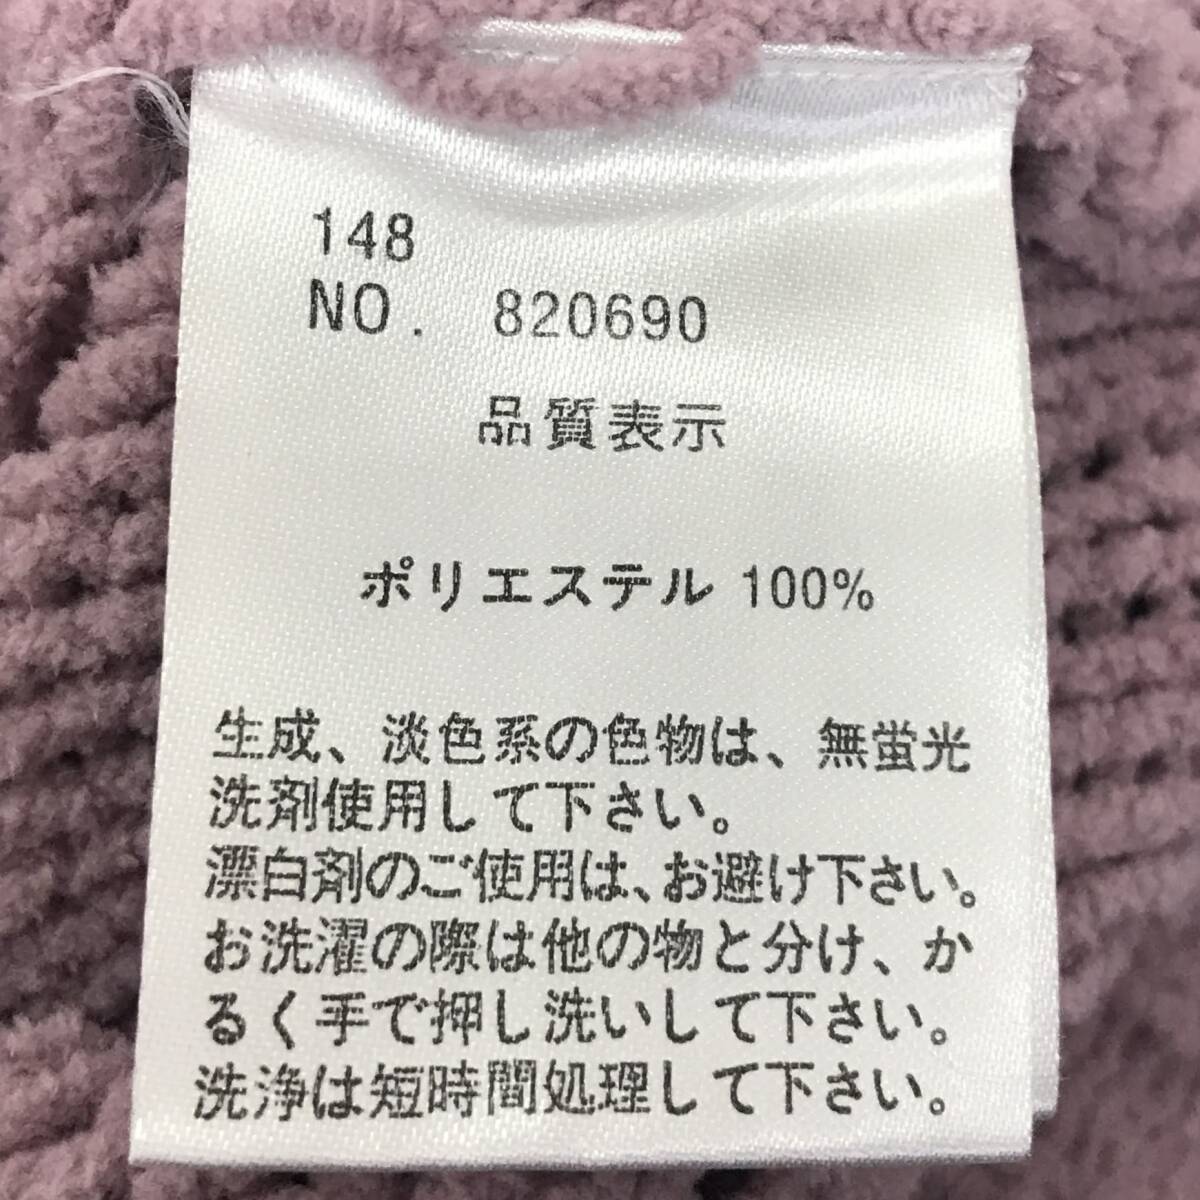 148
NO. 820690
品質表示
ポリエステル 100%
生成、淡色系の色物は、無蛍光
洗剤使用して下さい。
漂白剤のご使用は、お避け下さい。
お洗濯の際は他の物と分け、か
るく手で押し洗いして下さい。
洗浄は短時間処理して下さい。